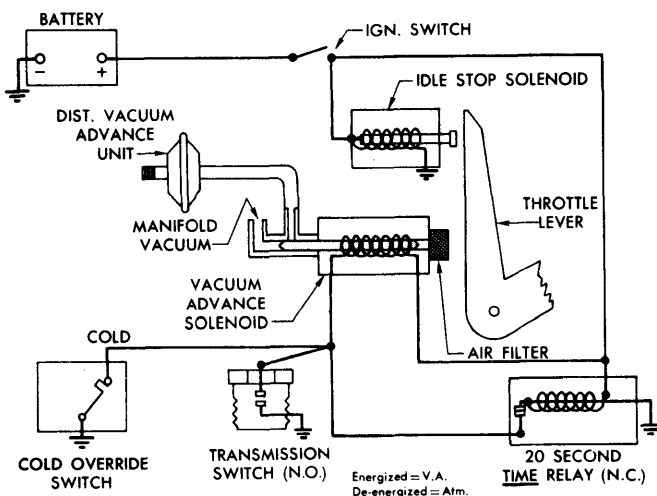 BATTERY
IGN. SWITCH
IDLE STOP SOLENOID
DIST. VACUUM
ADVANCE
UNIT
MANIFOLD
VACUUM
THROTTLE
LEVER
VACUUM
ADVANCE
SOLENOID
AIR FILTER
COLD
COLD OVERRIDE
SWITCH
TRANSMISSION
SWITCH (N.O.)
20 SECOND
TIME RELAY (N.C.)
Energized = V.A.
De-energized = Atm.